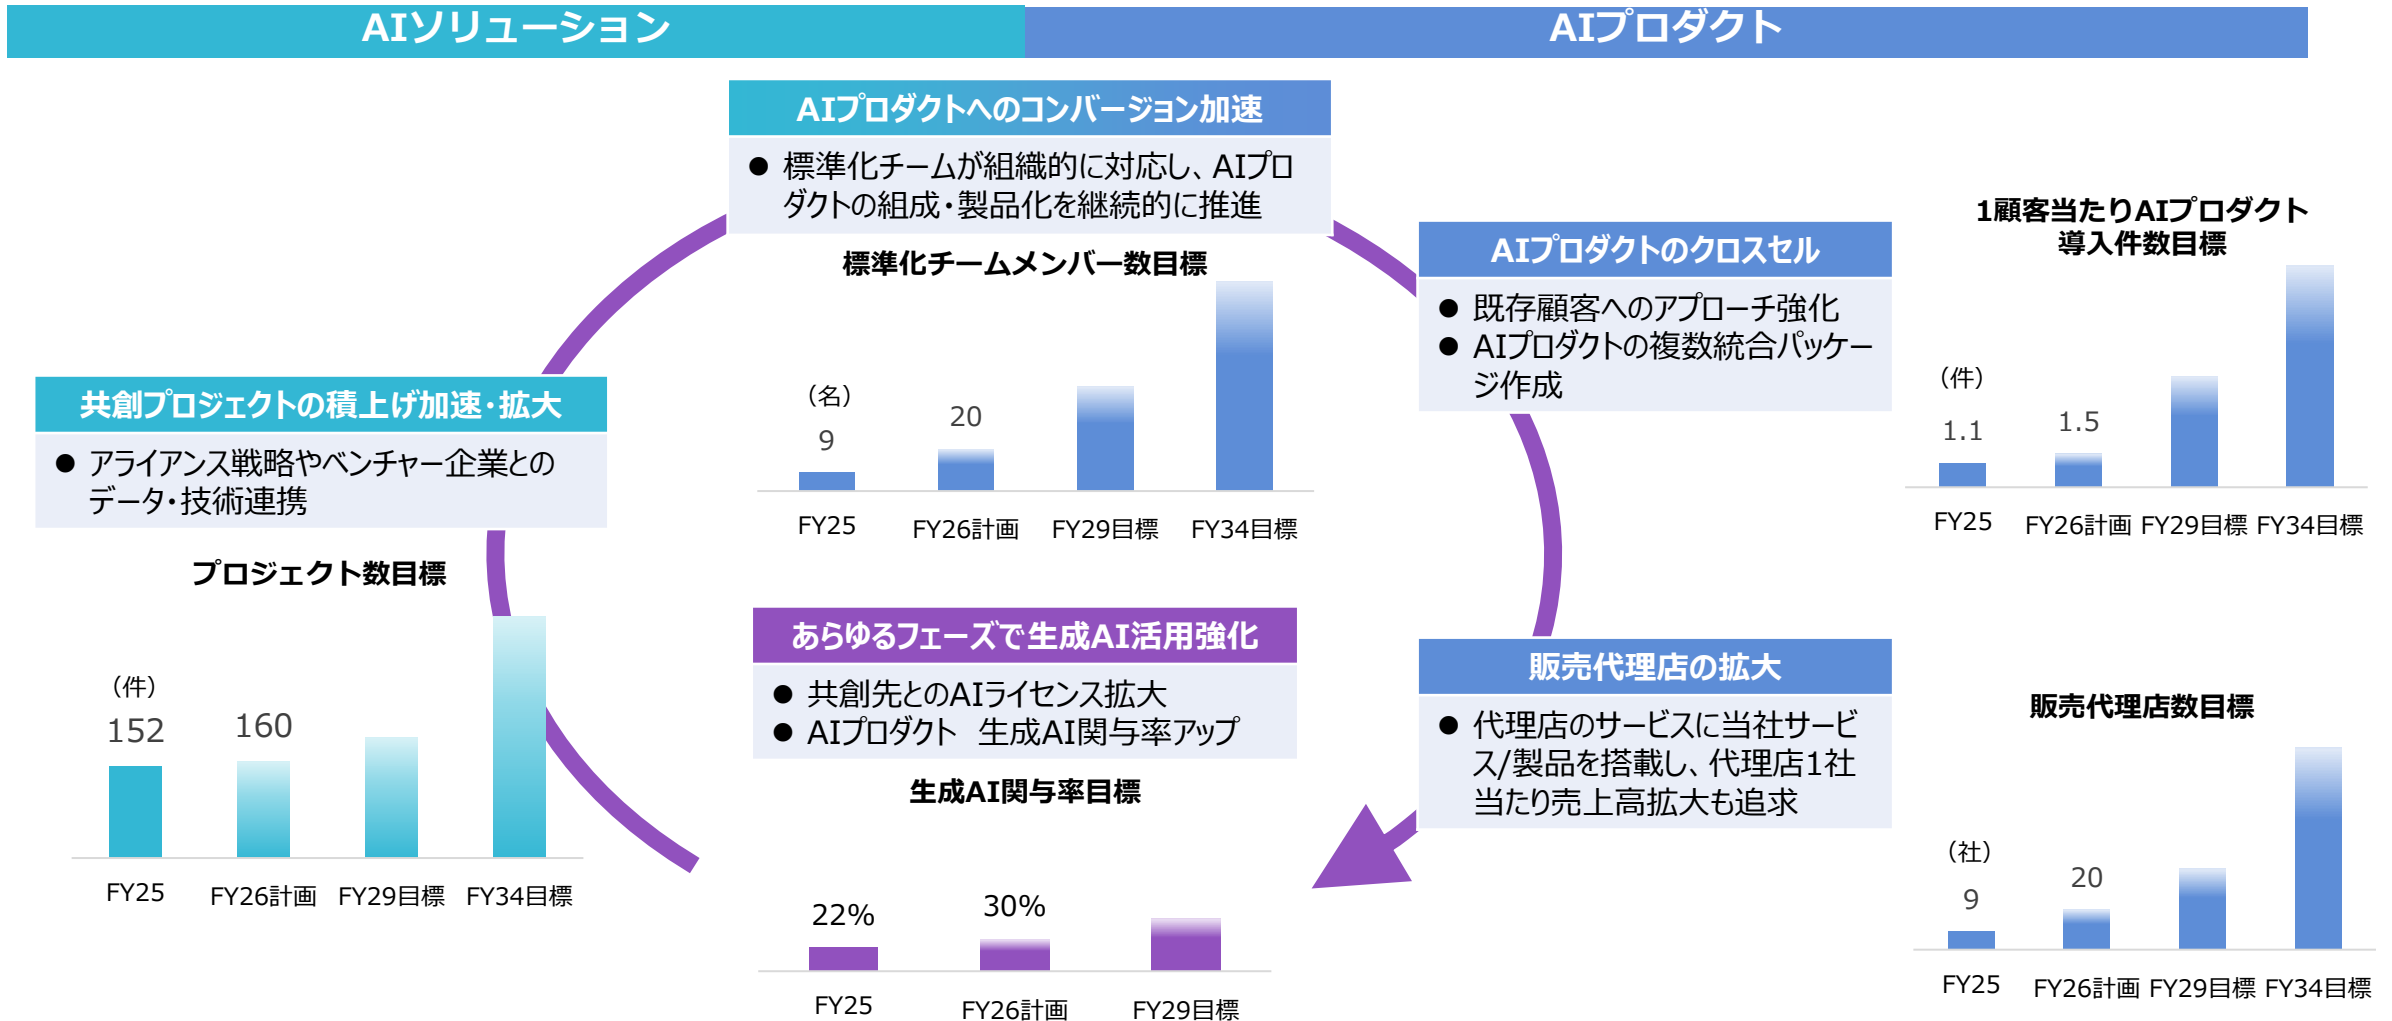 AIソリューション
AIプロダクト
AIプロダクトへのコンバージョン加速
● 標準化チームが組織的に対応し、AIプロ
ダクトの組成・製品化を継続的に推進
標準化チームメンバー数目標
（名）
9
20
FY25
FY26計画
FY29目標
FY34目標
共創プロジェクトの積上げ加速・拡大
● アライアンス戦略やベンチャー企業との
データ・技術連携
プロジェクト数目標
（件）
152
160
FY25
FY26計画
FY29目標
FY34目標
あらゆるフェーズで生成AI活用強化
● 共創先とのAIライセンス拡大
● AIプロダクト　生成AI関与率アップ
生成AI関与率目標
22%
30%
FY25
FY26計画
FY29目標
AIプロダクトのクロスセル
● 既存顧客へのアプローチ強化
● AIプロダクトの複数統合パッケー
ジ作成
1顧客当たりAIプロダクト
導入件数目標
（件）
1.1
1.5
FY25
FY26計画
FY29目標
FY34目標
販売代理店の拡大
● 代理店のサービスに当社サービ
ス/製品を搭載し、代理店1社
当たり売上高拡大も追求
販売代理店数目標
（社）
9
20
FY25
FY26計画
FY29目標
FY34目標